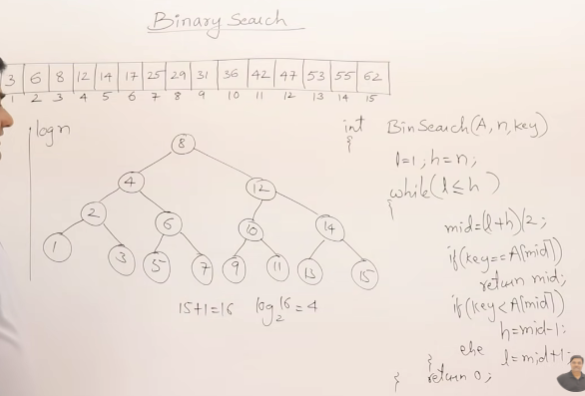 Binary Search
3 6 8 12 14 17 25 29 31 36 42 47 53 55 62
1 2 3 4 5 6 7 8 9 10 11 12 13 14 15
log n
8
4 12
2 6 10 14
1 3 5 7 9 11 13 15
15+1=16 log₂16=4
int BinSearch(A, n, key)
{
l=1; h=n;
while(l≤h)
{
mid=(l+h)/2;
if(key==A[mid])
return mid;
if(key<A[mid])
h=mid-1;
else
l=mid+1;
}
return 0;
}